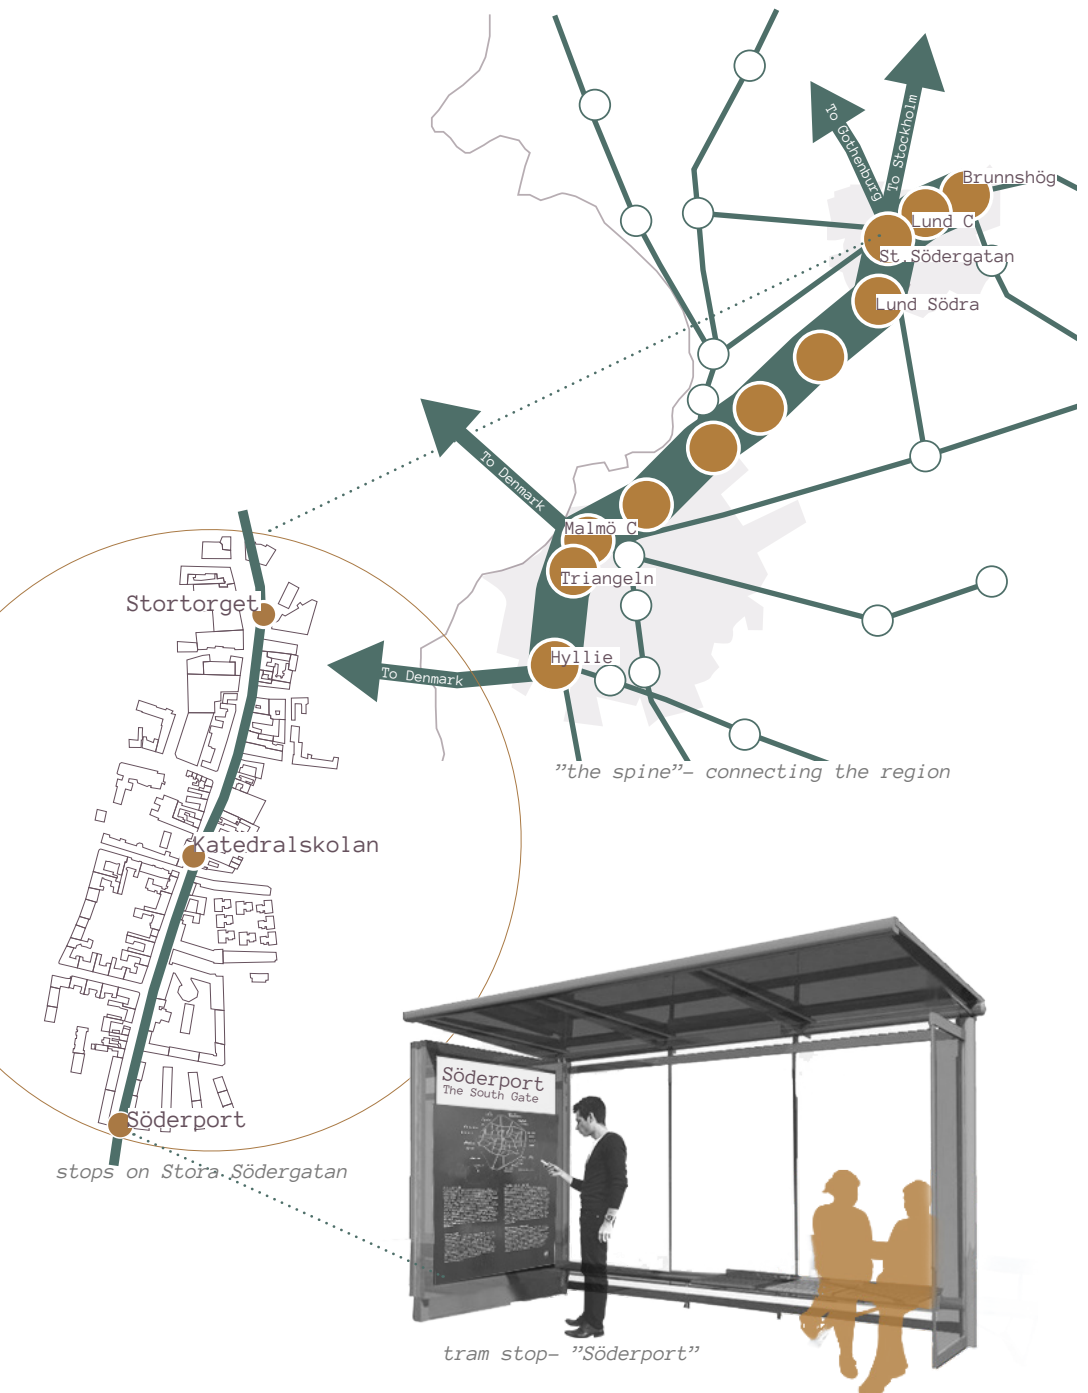 To Gothenburg
To Stockholm
Brunnshög
Lund C
St.Södergatan
Lund Södra
To Denmark
Malmö C
Triangeln
Hyllie
To Denmark
"the spine"- connecting the region
Stortorget
Katedralskolan
Söderport
stops on Stora Södergatan
Söderport
The South Gate
tram stop- "Söderport"